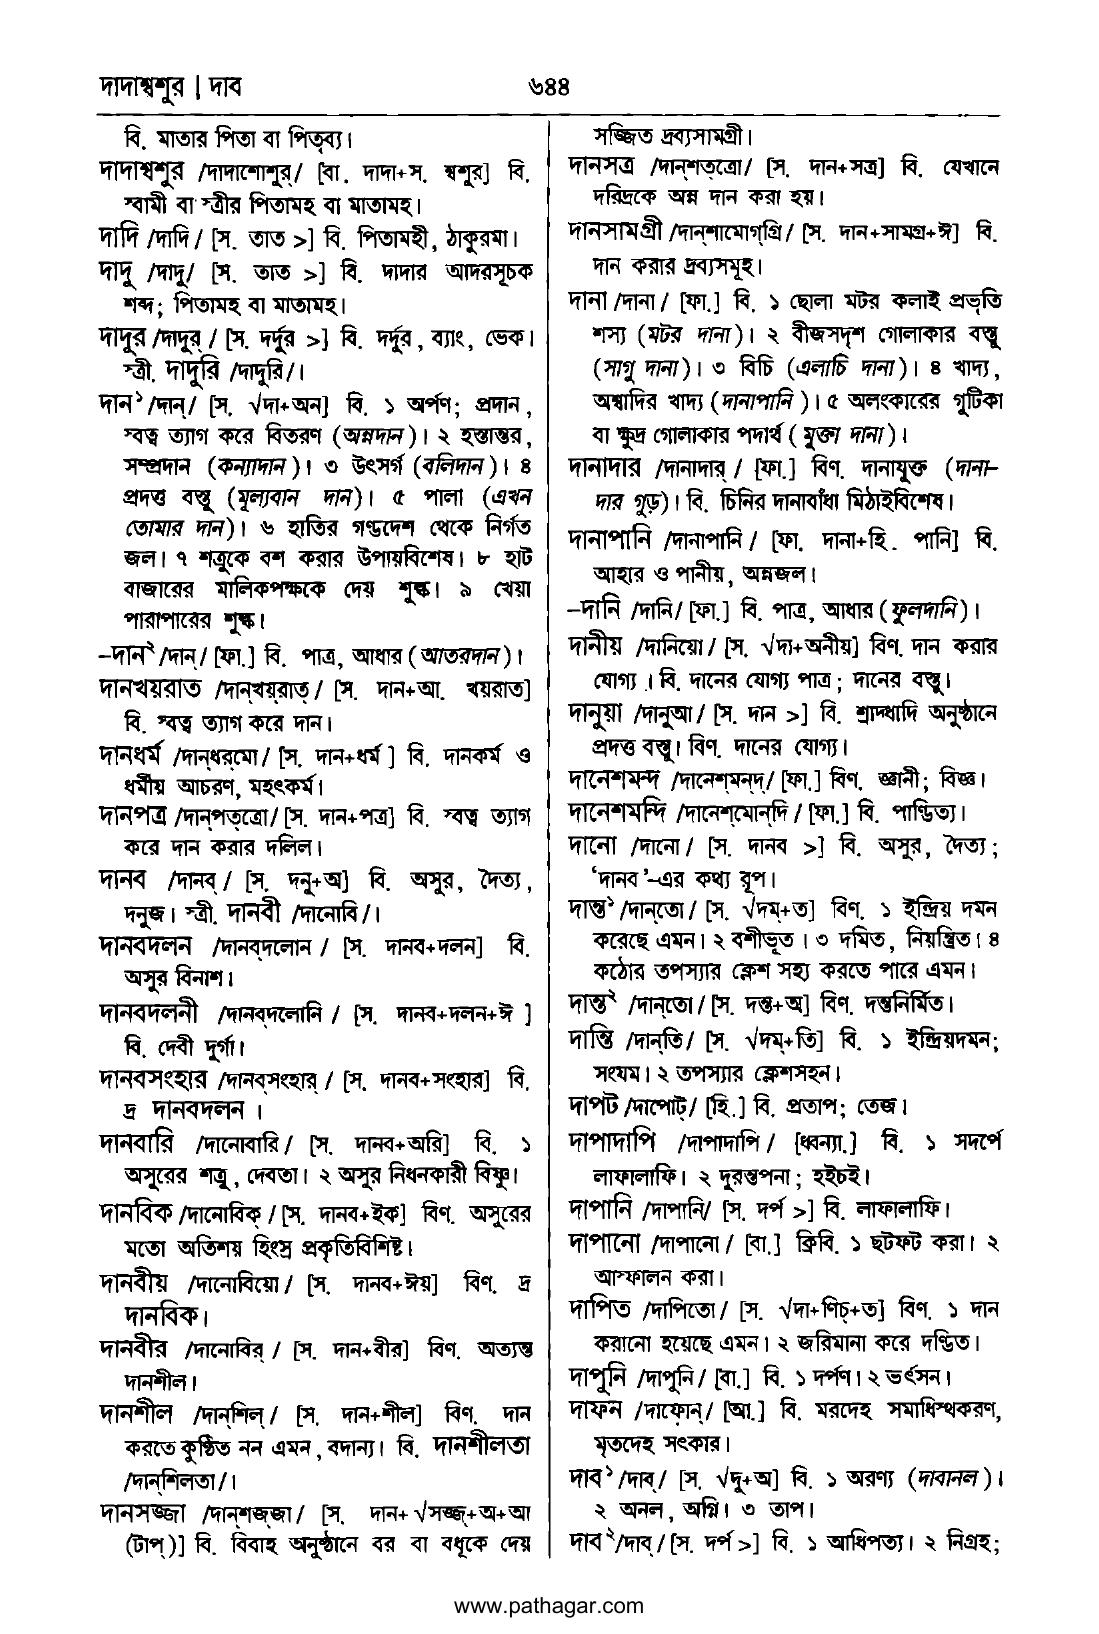 দাদাশ্বশুর | দাব
৬৪৪
বি. মাতার পিতা বা পিতৃব্য।
দাদাশ্বশুর /দাদাশোশুর্/ [বা. দাদা+স. শ্বশুর] বি.
স্বামী বা স্ত্রীর পিতামহ বা মাতামহ।
দাদি /দাদি/ [স. তাত >] বি. পিতামহী, ঠাকুরমা।
দাদু /দাদু/ [স. তাত >] বি. দাদার আদরসূচক
শব্দ; পিতামহ বা মাতামহ।
দাদুর /দাদুর্/ [স. দর্দুর >] বি. দর্দুর, ব্যাং, ভেক।
স্ত্রী. দাদুরি /দাদুরি/।
দান¹ /দান্/ [স. √দা+অন] বি. ১ অর্পণ; প্রদান,
স্বত্ব ত্যাগ করে বিতরণ (অন্নদান)। ২ হস্তান্তর,
সম্প্রদান (কন্যাদান)। ৩ উৎসর্গ (বলিদান)। ৪
প্রদত্ত বস্তু (মূল্যবান দান)। ৫ পালা (এখন
তোমার দান)। ৬ হাতির গণ্ডদেশ থেকে নির্গত
জল। ৭ শত্রুকে বশ করার উপায়বিশেষ। ৮ হাট
বাজারের মালিকপক্ষকে দেয় শুল্ক। ৯ খেয়া
পারাপারের শুল্ক।
–দান² /দান্/ [ফা.] বি. পাত্র, আধার (আতরদান)।
দানখয়রাত /দান্‌খয়্‌রাত্/ [স. দান+আ. খয়রাত]
বি. স্বত্ব ত্যাগ করে দান।
দানধর্ম /দান্‌ধর্‌মো/ [স. দান+ধর্ম] বি. দানকর্ম ও
ধর্মীয় আচরণ, মহৎকর্ম।
দানপত্র /দান্‌পত্‌ত্রো/ [স. দান+পত্র] বি. স্বত্ব ত্যাগ
করে দান করার দলিল।
দানব /দানব্/ [স. দনু+অ] বি. অসুর, দৈত্য,
দনুজ। স্ত্রী. দানবী /দানোবি/।
দানবদলন /দানব্‌দলোন/ [স. দানব+দলন] বি.
অসুর বিনাশ।
দানবদলনী /দানব্‌দলোনি/ [স. দানব+দলন+ঈ]
বি. দেবী দুর্গা।
দানবসংহার /দানব্‌সংহার্/ [স. দানব+সংহার] বি.
দ্র দানবদলন।
দানবারি /দানোবারি/ [স. দানব+অরি] বি. ১
অসুরের শত্রু, দেবতা। ২ অসুর নিধনকারী বিষ্ণু।
দানবিক /দানোবিক্/ [স. দানব+ইক] বিণ. অসুরের
মতো অতিশয় হিংস্র প্রকৃতিবিশিষ্ট।
দানবীয় /দানোবিয়ো/ [স. দানব+ঈয়] বিণ. দ্র
দানবিক।
দানবীর /দানোবির্/ [স. দান+বীর] বিণ. অত্যন্ত
দানশীল।
দানশীল /দান্‌শিল্/ [স. দান+শীল] বিণ. দান
করতে কুণ্ঠিত নন এমন, বদান্য। বি. দানশীলতা
/দান্‌শিলতা/।
দানসজ্জা /দান্‌শজ্‌জা/ [স. দান+√সজ্জ্+অ+আ
(টাপ্)] বি. বিবাহ অনুষ্ঠানে বর বা বধূকে দেয়
সজ্জিত দ্রব্যসামগ্রী।
দানসত্র /দান্‌শত্‌ত্রো/ [স. দান+সত্র] বি. যেখানে
দরিদ্রকে অন্ন দান করা হয়।
দানসামগ্রী /দান্‌শামোগ্‌গ্রি/ [স. দান+সামগ্র+ঈ] বি.
দান করার দ্রব্যসমূহ।
দানা /দানা/ [ফা.] বি. ১ ছোলা মটর কলাই প্রভৃতি
শস্য (মটর দানা)। ২ বীজসদৃশ গোলাকার বস্তু
(সাগু দানা)। ৩ বিচি (এলাচি দানা)। ৪ খাদ্য,
অশ্বাদির খাদ্য (দানাপানি)। ৫ অলংকারের গুটিকা
বা ক্ষুদ্র গোলাকার পদার্থ (মুক্তা দানা)।
দানাদার /দানাদার্/ [ফা.] বিণ. দানাযুক্ত (দানা–
দার গুড়)। বি. চিনির দানাবাঁধা মিঠাইবিশেষ।
দানাপানি /দানাপানি/ [ফা. দানা+হি. পানি] বি.
আহার ও পানীয়, অন্নজল।
–দানি /দানি/ [ফা.] বি. পাত্র, আধার (ফুলদানি)।
দানীয় /দানিয়ো/ [স. √দা+অনীয়] বিণ. দান করার
যোগ্য। বি. দানের যোগ্য পাত্র; দানের বস্তু।
দানুয়া /দানুআ/ [স. দান >] বি. শ্রাদ্ধাদি অনুষ্ঠানে
প্রদত্ত বস্তু। বিণ. দানের যোগ্য।
দানেশমন্দ /দানেশ্‌মন্‌দ্/ [ফা.] বিণ. জ্ঞানী; বিজ্ঞ।
দানেশমন্দি /দানেশ্‌মোন্‌দি/ [ফা.] বি. পাণ্ডিত্য।
দানো /দানো/ [স. দানব >] বি. অসুর, দৈত্য;
‘দানব’–এর কথ্য রূপ।
দান্ত¹ /দান্‌তো/ [স. √দম্+ত] বিণ. ১ ইন্দ্রিয় দমন
করেছে এমন। ২ বশীভূত। ৩ দমিত, নিয়ন্ত্রিত। ৪
কঠোর তপস্যার ক্লেশ সহ্য করতে পারে এমন।
দান্ত² /দান্‌তো/ [স. দন্ত+অ] বিণ. দন্তনির্মিত।
দান্তি /দান্‌তি/ [স. √দম্+তি] বি. ১ ইন্দ্রিয়দমন;
সংযম। ২ তপস্যার ক্লেশসহন।
দাপট /দাপোট্/ [হি.] বি. প্রতাপ; তেজ।
দাপাদাপি /দাপাদাপি/ [ধ্বন্যা.] বি. ১ সদর্পে
লাফালাফি। ২ দুরন্তপনা; হইচই।
দাপানি /দাপানি/ [স. দর্প >] বি. লাফালাফি।
দাপানো /দাপানো/ [বা.] ক্রিবি. ১ ছটফট করা। ২
আস্ফালন করা।
দাপিত /দাপিতো/ [স. √দা+ণিচ্+ত] বিণ. ১ দান
করানো হয়েছে এমন। ২ জরিমানা করে দণ্ডিত।
দাপুনি /দাপুনি/ [বা.] বি. ১ দর্পণ। ২ ভর্ৎসন।
দাফন /দাফো়ন্/ [আ.] বি. মরদেহ সমাধিস্থকরণ,
মৃতদেহ সৎকার।
দাব¹ /দাব্/ [স. √দু+অ] বি. ১ অরণ্য (দাবানল)।
২ অনল, অগ্নি। ৩ তাপ।
দাব² /দাব্/ [স. দর্প >] বি. ১ আধিপত্য। ২ নিগ্রহ;
www.pathagar.com